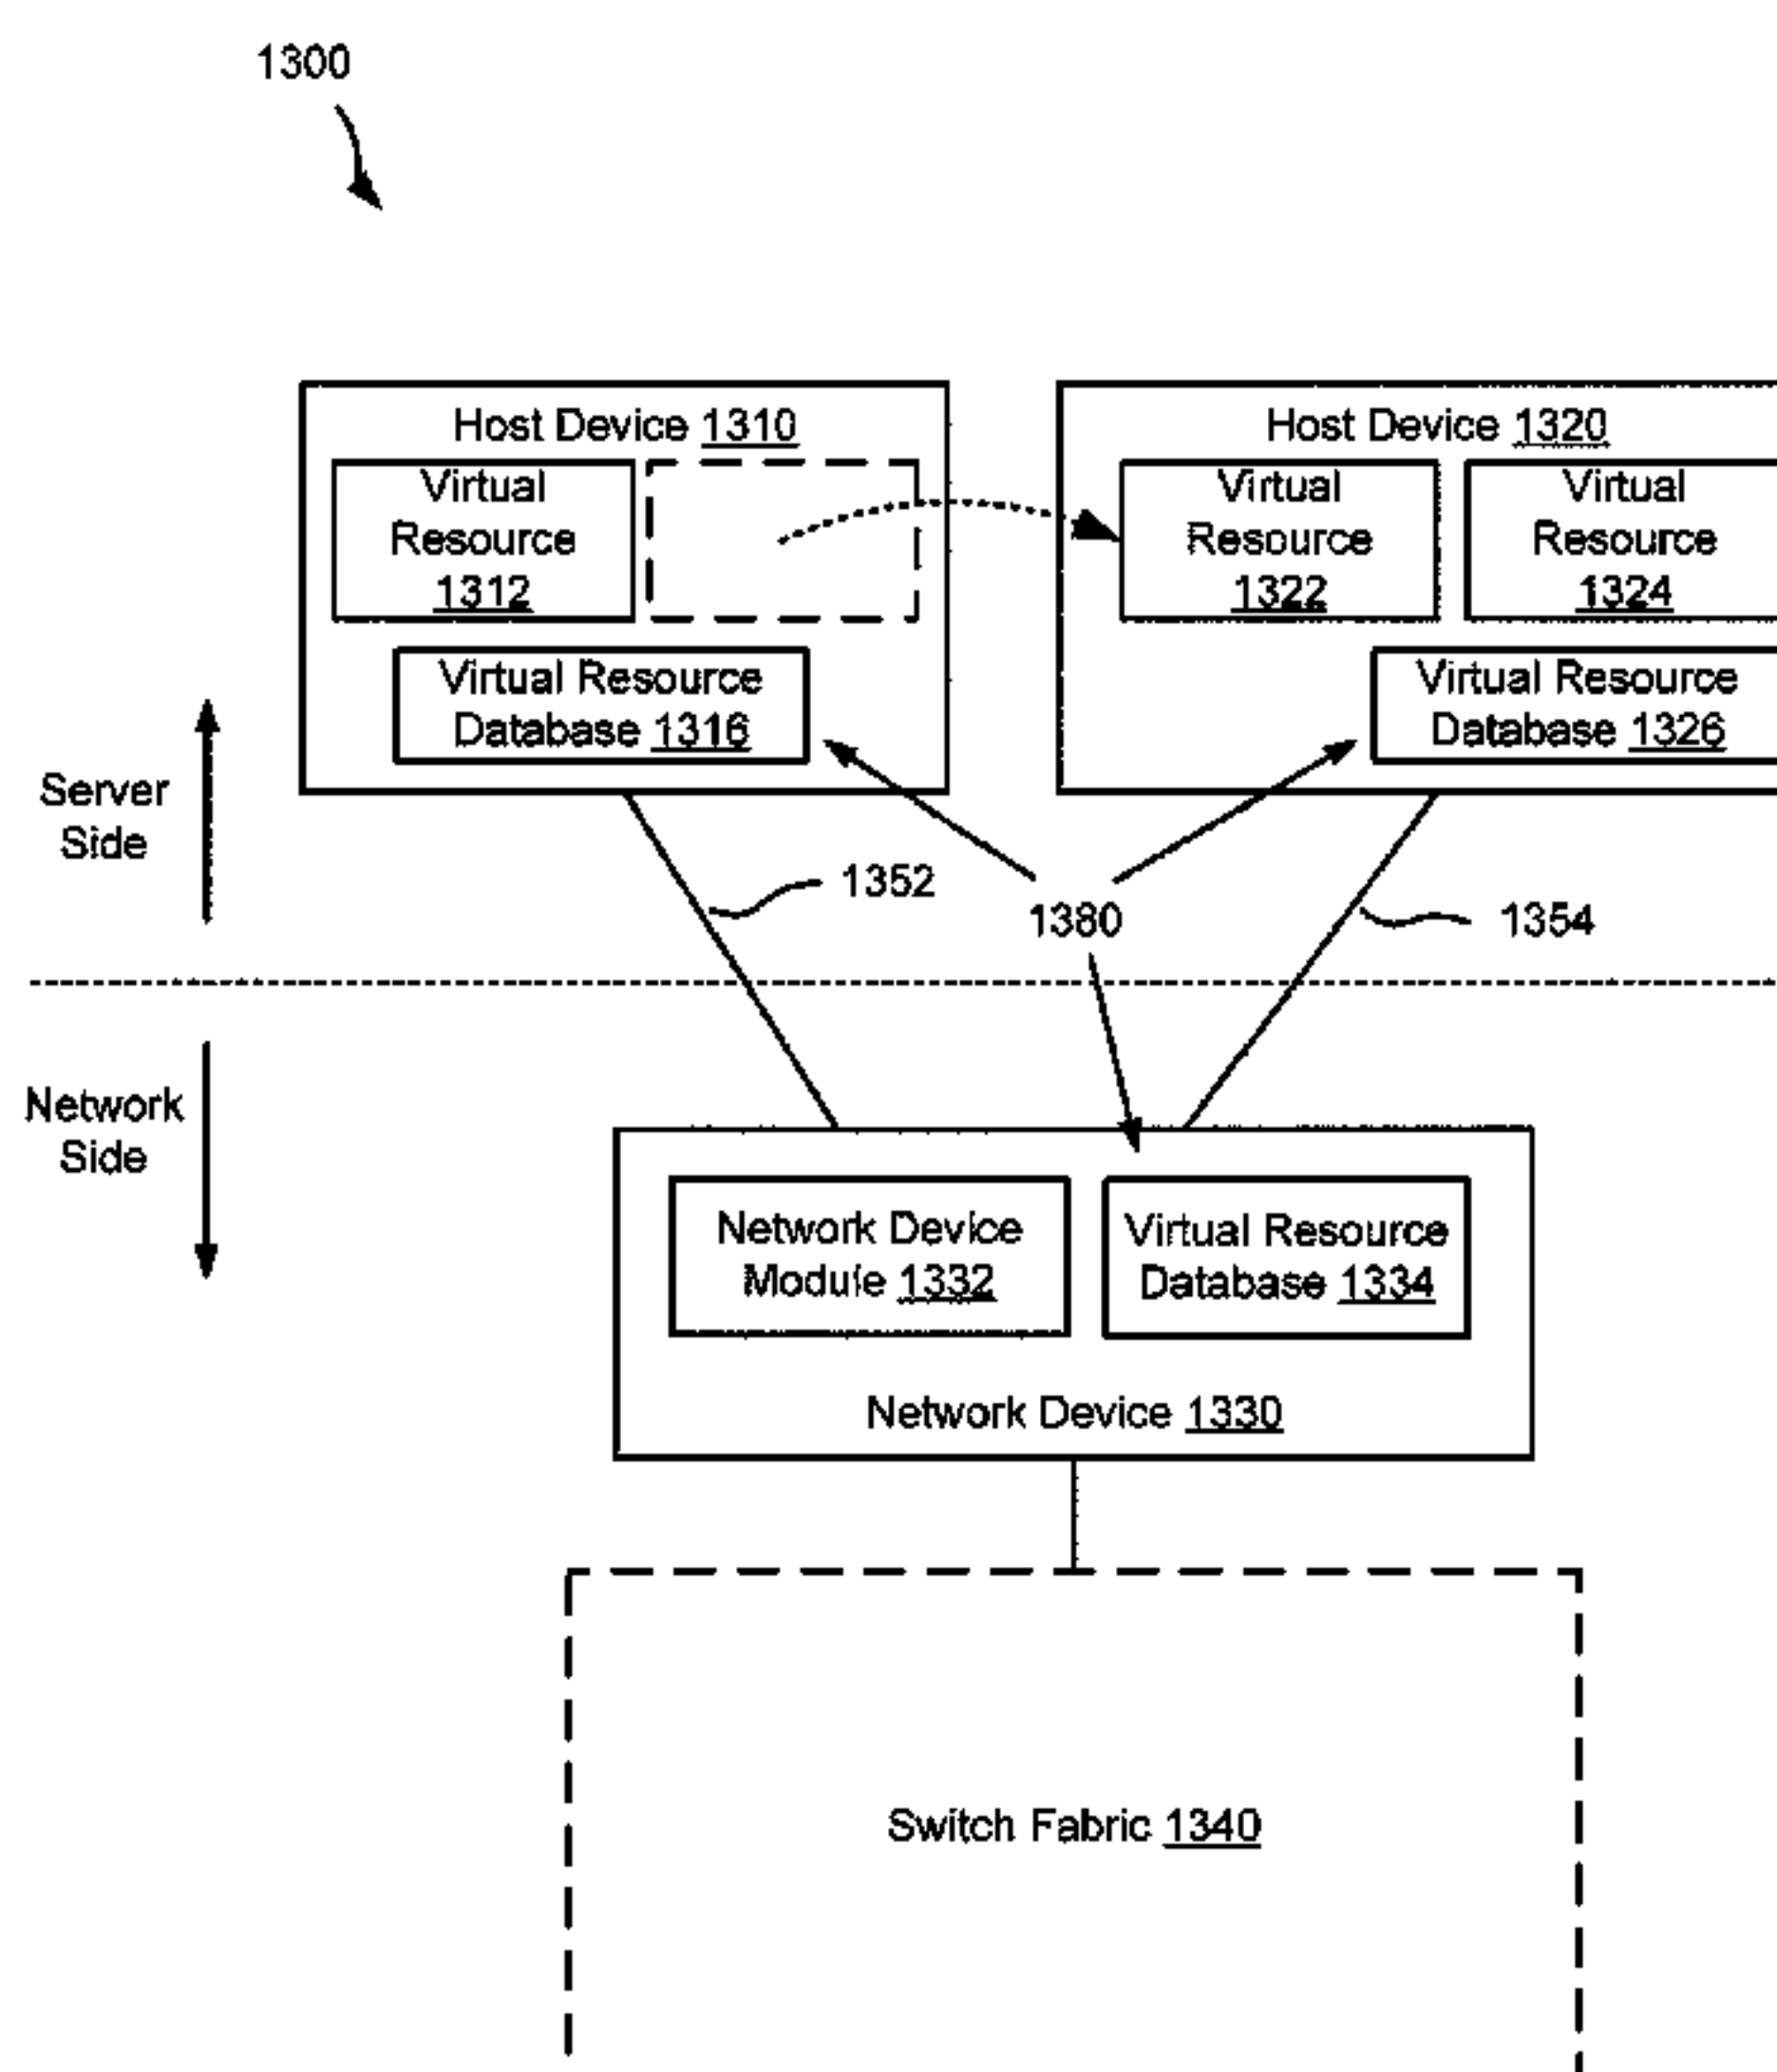 1300
Host Device 1310
Virtual
Resource
1312
Virtual Resource
Database 1316
Host Device 1320
Virtual
Resource
1322
Virtual
Resource
1324
Virtual Resource
Database 1326
Server
Side
1352
1380
1354
Network
Side
Network Device
Module 1332
Virtual Resource
Database 1334
Network Device 1330
Switch Fabric 1340